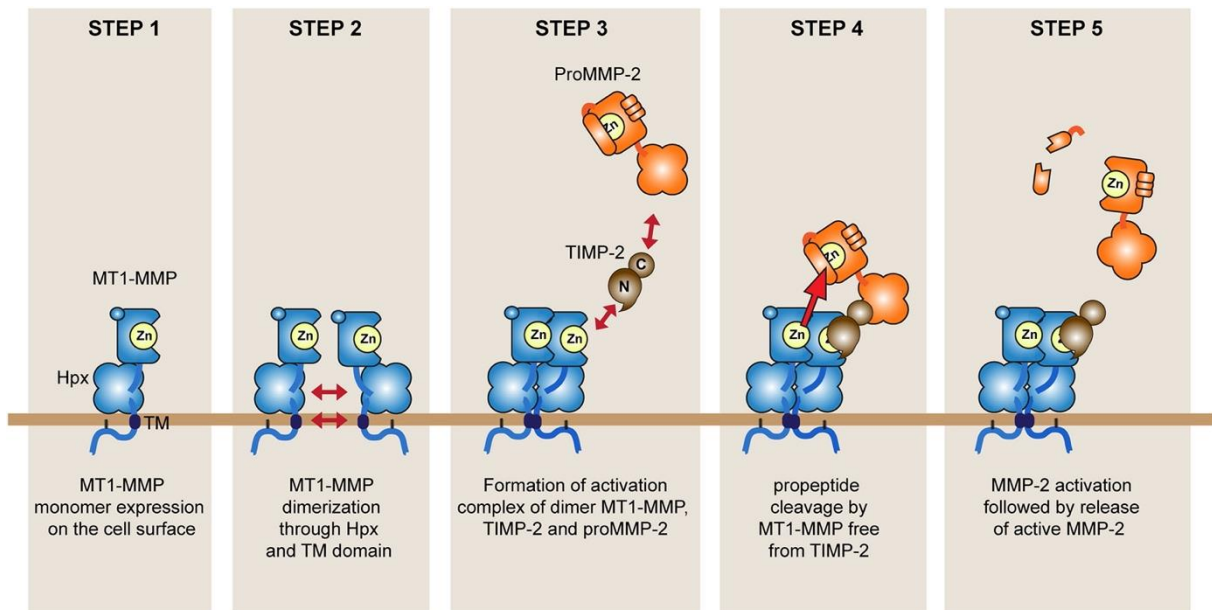 STEP 1
MT1-MMP
Zn
Hpx
TM
MT1-MMP
monomer expression
on the cell surface
STEP 2
Zn
Zn
MT1-MMP
dimerization
through Hpx
and TM domain
STEP 3
ProMMP-2
Zn
TIMP-2
C
N
Zn
Zn
Formation of activation
complex of dimer MT1-MMP,
TIMP-2 and proMMP-2
STEP 4
Zn
Zn
Zn
propeptide
cleavage by
MT1-MMP free
from TIMP-2
STEP 5
Zn
Zn
Zn
MMP-2 activation
followed by release
of active MMP-2